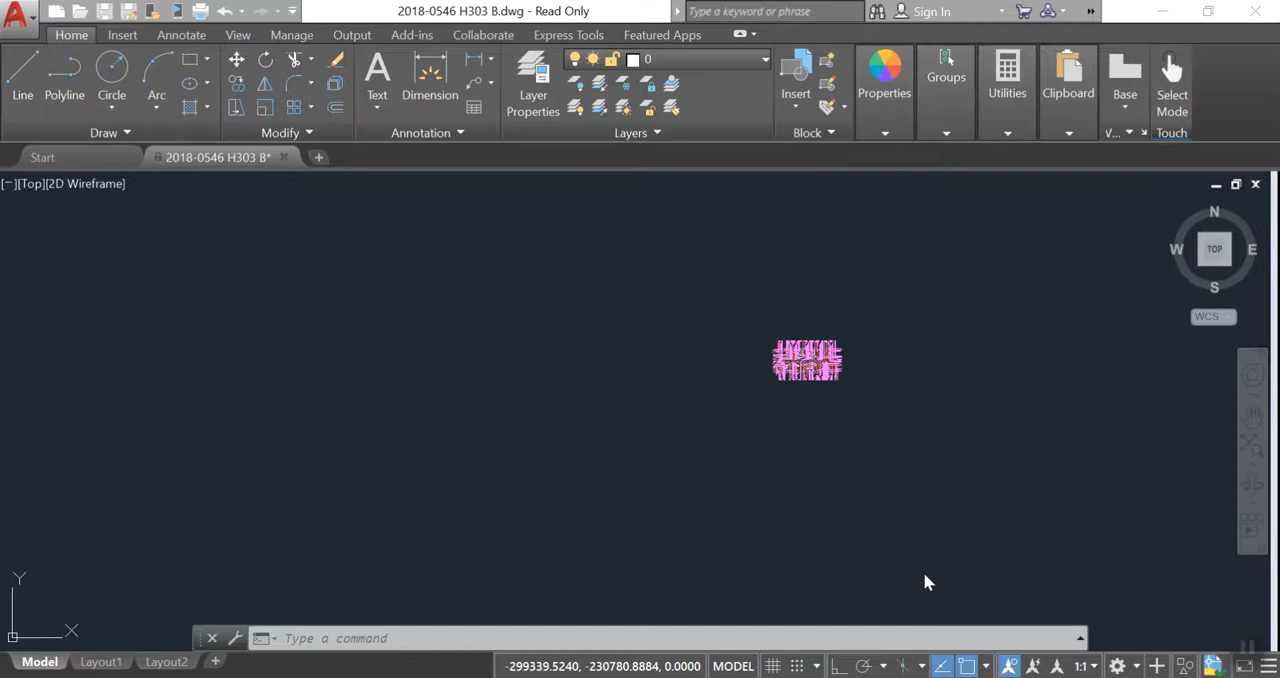 2018-0546 H303 B.dwg - Read Only
Type a keyword or phrase
Sign In
Home Insert Annotate View Manage Output Add-ins Collaborate Express Tools Featured Apps
Line Polyline Circle Arc
Text Dimension
Layer Properties
0
Insert
Properties
Groups
Utilities
Clipboard
Base
Select Mode
Draw Modify Annotation Layers Block V... Touch
Start 2018-0546 H303 B*
[−][Top][2D Wireframe]
N
W TOP E
S
WCS
Y
X
Type a command
Model Layout1 Layout2
-299339.5240, -230780.8884, 0.0000 MODEL 1:1